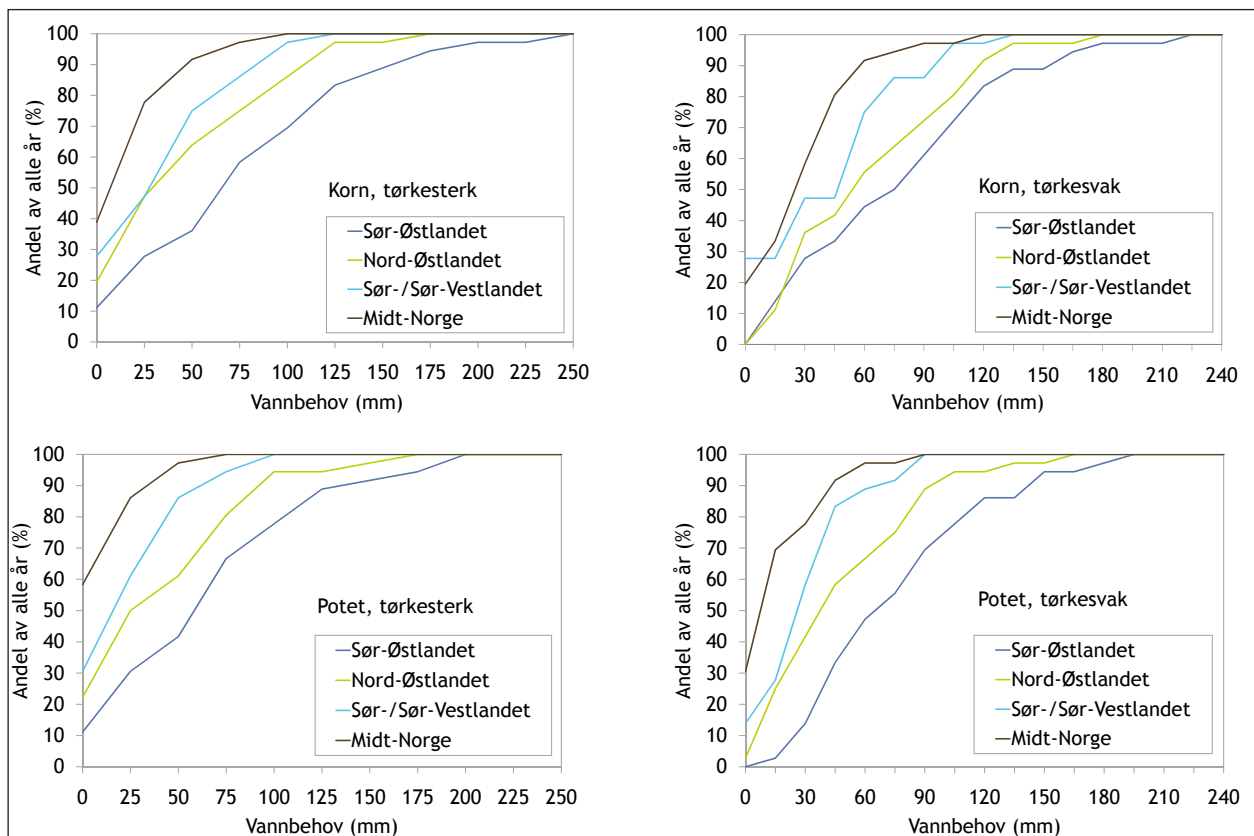 100
90
80
70
60
50
40
30
20
10
0
Andel av alle år (%)
Korn, tørkesterk
Sør-Østlandet
Nord-Østlandet
Sør-/Sør-Vestlandet
Midt-Norge
0 25 50 75 100 125 150 175 200 225 250
Vannbehov (mm)
100
90
80
70
60
50
40
30
20
10
0
Andel av alle år (%)
Korn, tørkesvak
Sør-Østlandet
Nord-Østlandet
Sør-/Sør-Vestlandet
Midt-Norge
0 30 60 90 120 150 180 210 240
Vannbehov (mm)
100
90
80
70
60
50
40
30
20
10
0
Andel av alle år (%)
Potet, tørkesterk
Sør-Østlandet
Nord-Østlandet
Sør-/Sør-Vestlandet
Midt-Norge
0 25 50 75 100 125 150 175 200 225 250
Vannbehov (mm)
100
90
80
70
60
50
40
30
20
10
0
Andel av alle år (%)
Potet, tørkesvak
Sør-Østlandet
Nord-Østlandet
Sør-/Sør-Vestlandet
Midt-Norge
0 30 60 90 120 150 180 210 240
Vannbehov (mm)